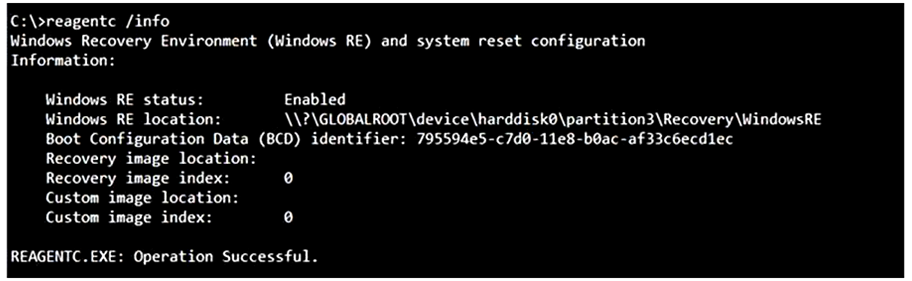 C:\>reagentc /info
Windows Recovery Environment (Windows RE) and system reset configuration
Information:
Windows RE status: Enabled
Windows RE location: \\?\GLOBALROOT\device\harddisk0\partition3\Recovery\WindowsRE
Boot Configuration Data (BCD) identifier: 795594e5-c7d0-11e8-b0ac-af33c6ecd1ec
Recovery image location:
Recovery image index: 0
Custom image location:
Custom image index: 0
REAGENTC.EXE: Operation Successful.